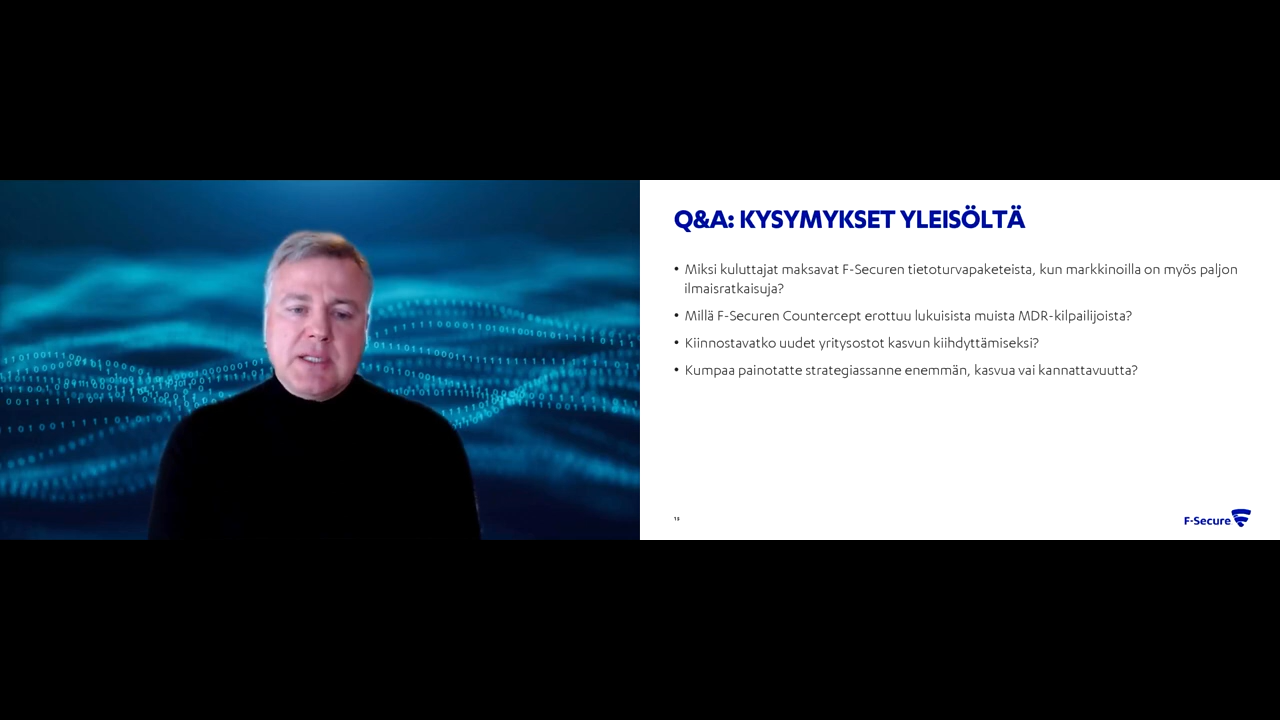 Q&A: KYSYMYKSET YLEISÖLTÄ
• Miksi kuluttajat maksavat F-Securen tietoturvapaketeista, kun markkinoilla on myös paljon
ilmaisratkaisuja?
• Millä F-Securen Countercept erottuu lukuisista muista MDR-kilpailijoista?
• Kiinnostavatko uudet yritysostot kasvun kiihdyttämiseksi?
• Kumpaa painotatte strategiassanne enemmän, kasvua vai kannattavuutta?
13
F-Secure